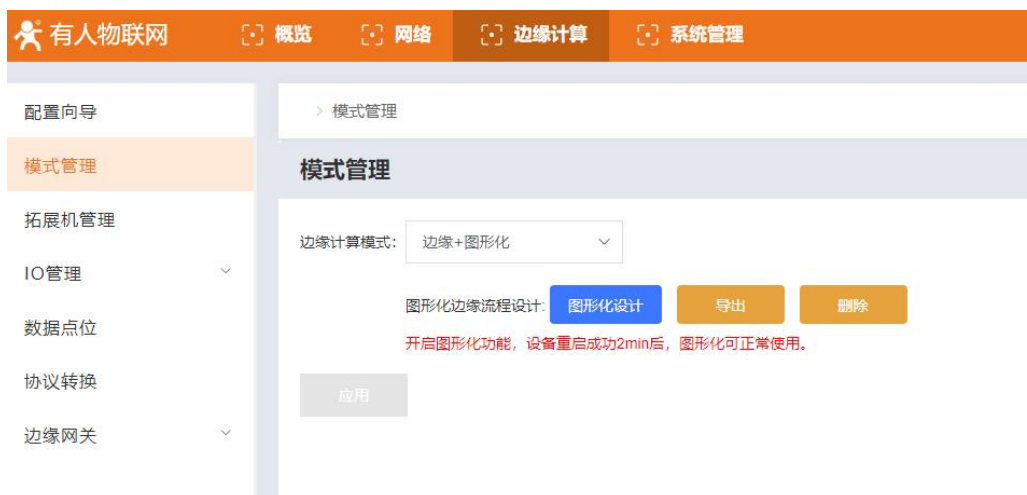 有人物联网 概览 网络 边缘计算 系统管理
配置向导
模式管理
拓展机管理
IO管理
数据点位
协议转换
边缘网关
> 模式管理
模式管理
边缘计算模式： 边缘+图形化
图形化边缘流程设计: 图形化设计 导出 删除
开启图形化功能，设备重启成功2min后，图形化可正常使用。
应用